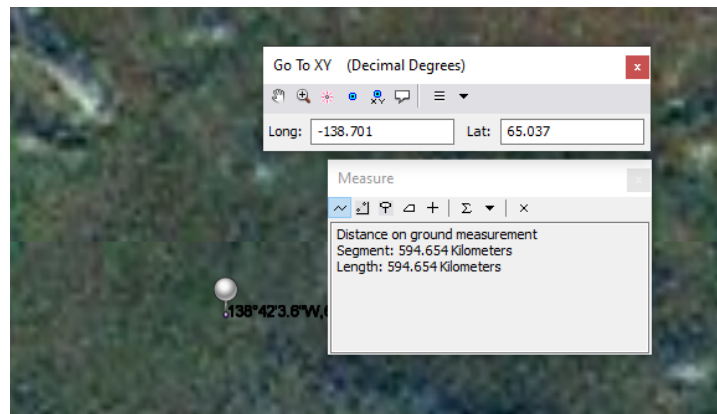 Go To XY (Decimal Degrees)
x
XY
Long: -138.701 Lat: 65.037
Measure
x
Σ
Distance on ground measurement
Segment: 594.654 Kilometers
Length: 594.654 Kilometers
138°42'3.6"W,